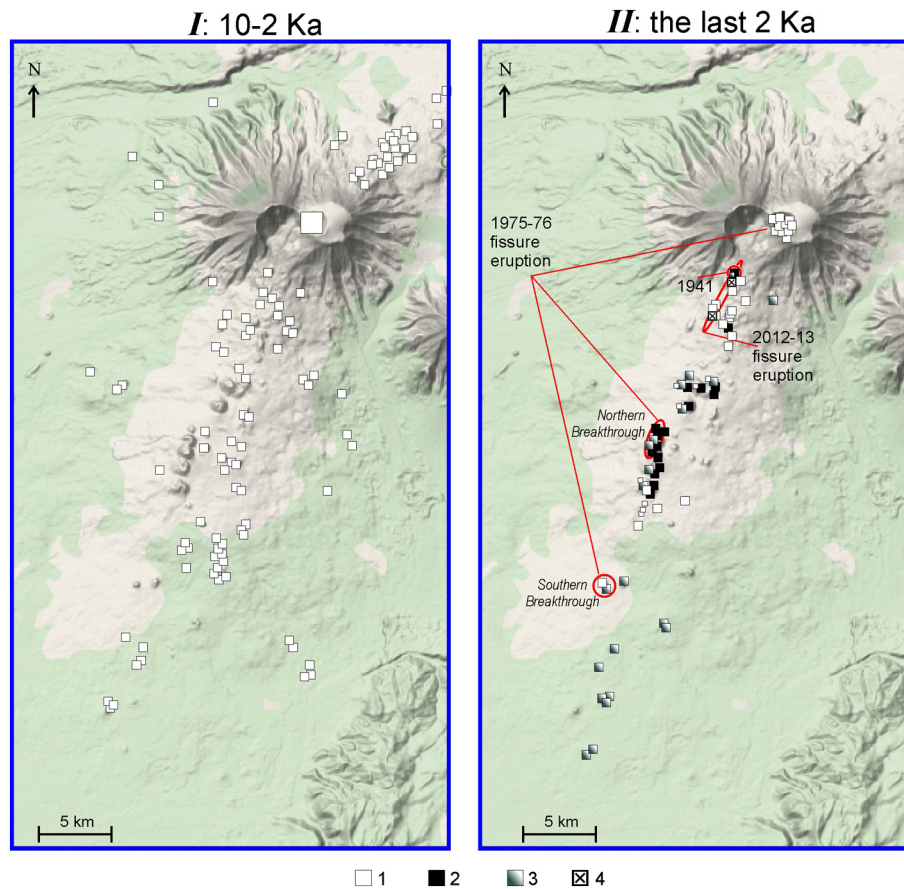 I: 10-2 Ka
II: the last 2 Ka
N
N
1975-76
fissure
eruption
1941
2012-13
fissure
eruption
Northern
Breakthrough
Southern
Breakthrough
5 km
5 km
1
2
3
4